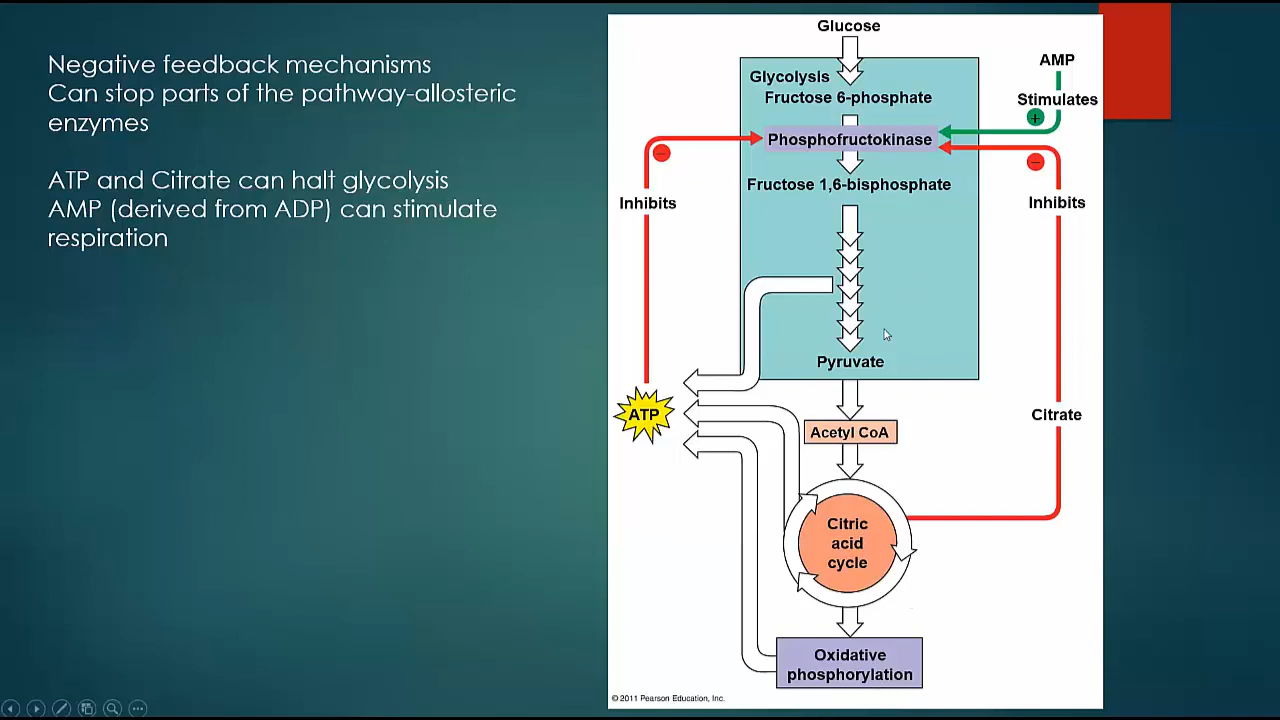 Negative feedback mechanisms
Can stop parts of the pathway-allosteric
enzymes
ATP and Citrate can halt glycolysis
AMP (derived from ADP) can stimulate
respiration
Glucose
Glycolysis
Fructose 6-phosphate
AMP
Stimulates
+
Phosphofructokinase
–
–
Fructose 1,6-bisphosphate
Inhibits
Inhibits
Pyruvate
ATP
Citrate
Acetyl CoA
Citric
acid
cycle
Oxidative
phosphorylation
© 2011 Pearson Education, Inc.